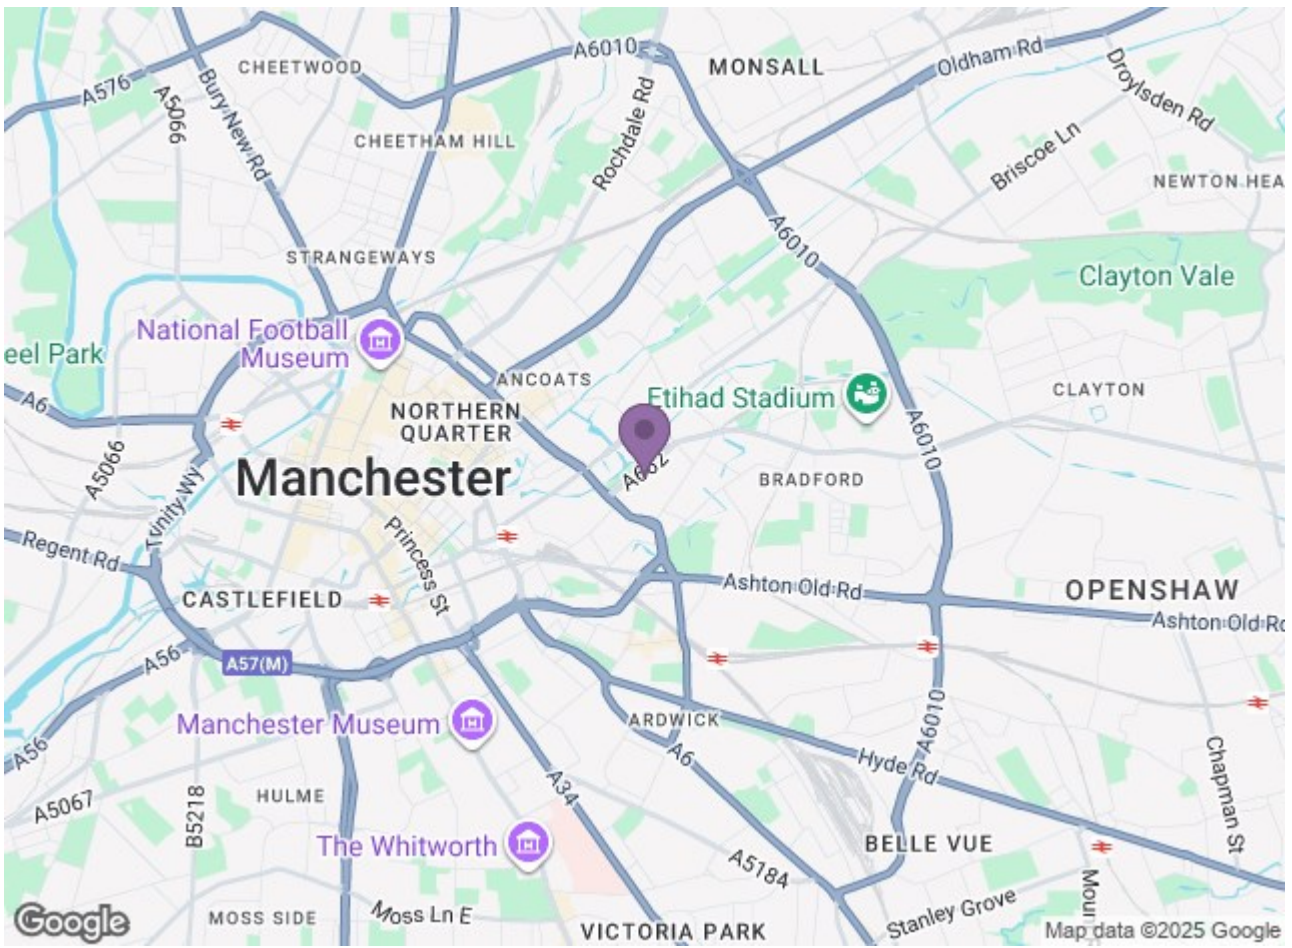 A6010
MONSALL
Oldham Rd
CHEETWOOD
A576
A5066
Bury New Rd
Rochdale Rd
Droylsden Rd
CHEETHAM HILL
Briscoe Ln
NEWTON HEA
STRANGEWAYS
A6010
Clayton Vale
National Football
Museum
eel Park
ANCOATS
Etihad Stadium
CLAYTON
A6
NORTHERN
QUARTER
A6010
A5066
Manchester
A662
BRADFORD
Trinity Wy
Princess St
Regent Rd
Ashton Old Rd
OPENSHAW
CASTLEFIELD
Ashton Old Rd
A56
A57(M)
Manchester Museum
ARDWICK
A6010
A56
A6
Hyde Rd
A34
Chapman St
A5067
B5218
HULME
The Whitworth
BELLE VUE
A5184
Moun
Google
MOSS SIDE
Moss Ln E
VICTORIA PARK
Stanley Grove
Map data ©2025 Google